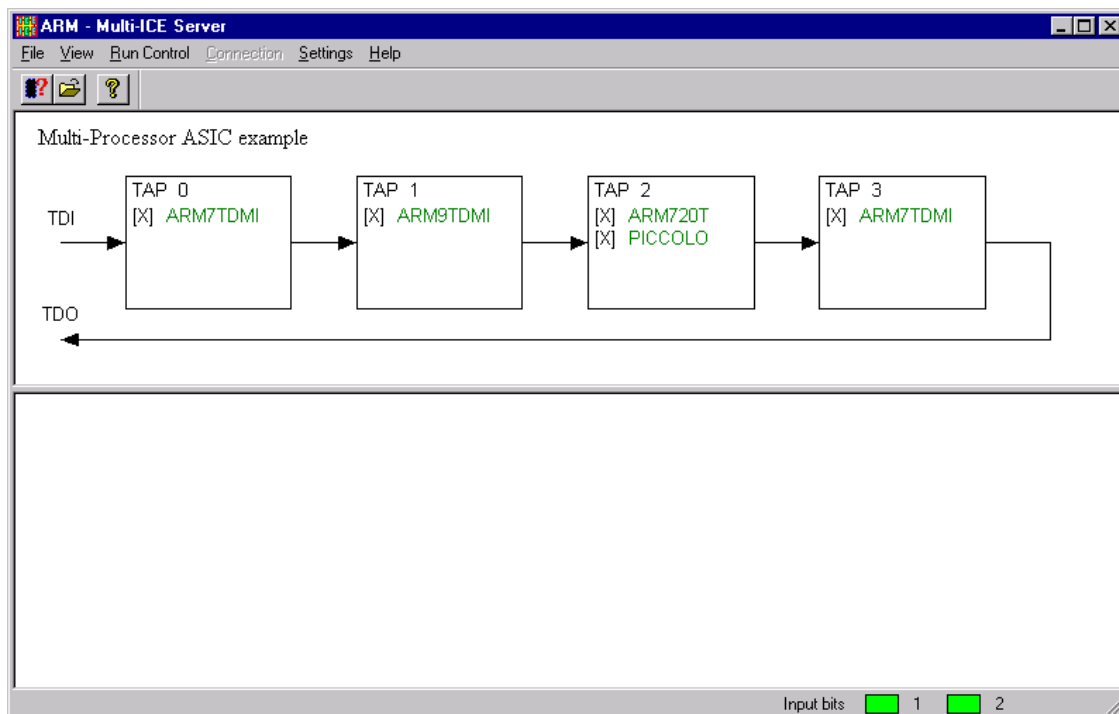 ARM - Multi-ICE Server
File View Run Control Connection Settings Help
Multi-Processor ASIC example
TDI
TAP 0
[X] ARM7TDMI
TAP 1
[X] ARM9TDMI
TAP 2
[X] ARM720T
[X] PICCOLO
TAP 3
[X] ARM7TDMI
TDO
Input bits 1 2